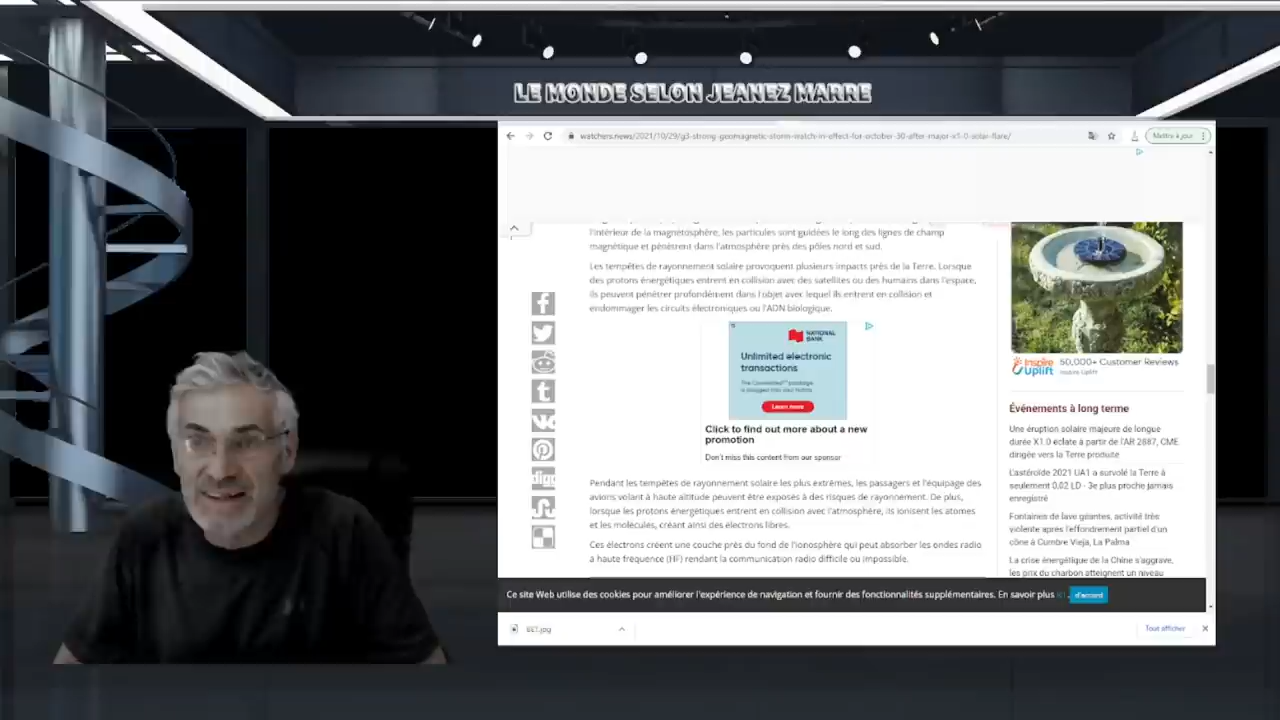 LE MONDE SELON JEANEZ MARRE
watchers.news/2021/10/29/g3-strong-geomagnetic-storm-watch-in-effect-for-october-30-after-major-x1-0-solar-flare/
Mettre à jour
l'intérieur de la magnétosphère, les particules sont guidées le long des lignes de champ
magnétique et pénètrent dans l'atmosphère près des pôles nord et sud.
Les tempêtes de rayonnement solaire provoquent plusieurs impacts près de la Terre. Lorsque
des protons énergétiques entrent en collision avec des satellites ou des humains dans l'espace,
ils peuvent pénétrer profondément dans l'objet avec lequel ils entrent en collision et
endommager les circuits électroniques ou l'ADN biologique.
NATIONAL
BANK
Unlimited electronic
transactions
Learn more
Click to find out more about a new
promotion
Don't miss this content from our sponsor
Pendant les tempêtes de rayonnement solaire les plus extrêmes, les passagers et l'équipage des
avions volant à haute altitude peuvent être exposés à des risques de rayonnement. De plus,
lorsque les protons énergétiques entrent en collision avec l'atmosphère, ils ionisent les atomes
et les molécules, créant ainsi des électrons libres.
Ces électrons créent une couche près du fond de l'ionosphère qui peut absorber les ondes radio
à haute fréquence (HF) rendant la communication radio difficile ou impossible.
digg
Inspire
Uplift
50,000+ Customer Reviews
Inspire Uplift
Événements à long terme
Une éruption solaire majeure de longue
durée X1.0 éclate à partir de l'AR 2887, CME
dirigée vers la Terre produite
L'astéroïde 2021 UA1 a survolé la Terre à
seulement 0,02 LD - 3e plus proche jamais
enregistré
Fontaines de lave géantes, activité très
violente après l'effondrement partiel d'un
cône à Cumbre Vieja, La Palma
La crise énergétique de la Chine s'aggrave,
les prix du charbon atteignent un niveau
Ce site Web utilise des cookies pour améliorer l'expérience de navigation et fournir des fonctionnalités supplémentaires. En savoir plus ici .
d'accord
Tout afficher